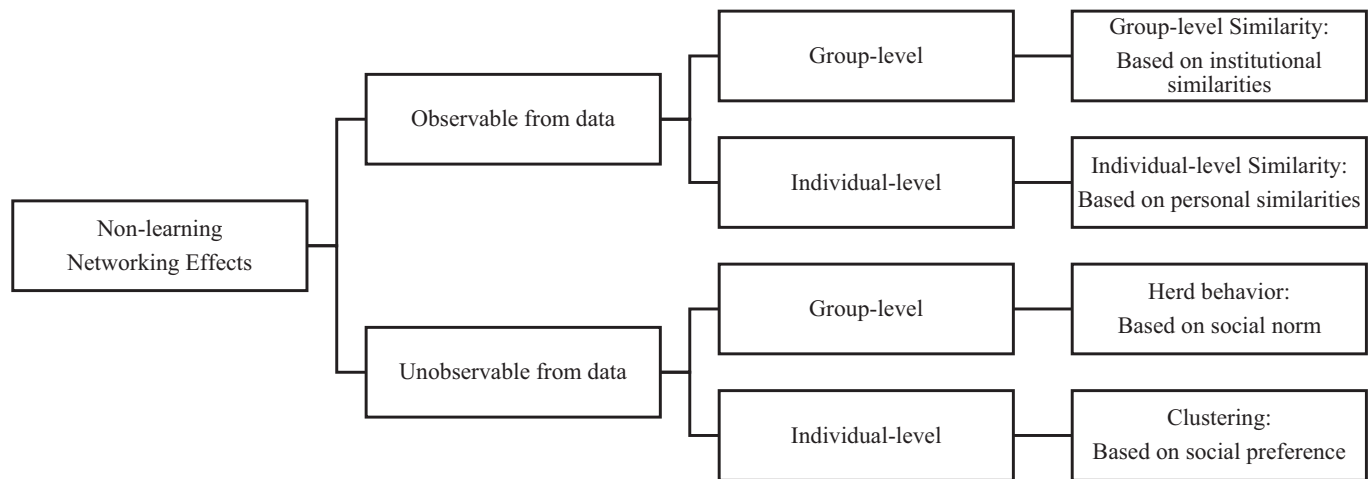 Non-learning
Networking Effects
Observable from data
Unobservable from data
Group-level
Individual-level
Group-level
Individual-level
Group-level Similarity:
Based on institutional
similarities
Individual-level Similarity:
Based on personal similarities
Herd behavior:
Based on social norm
Clustering:
Based on social preference